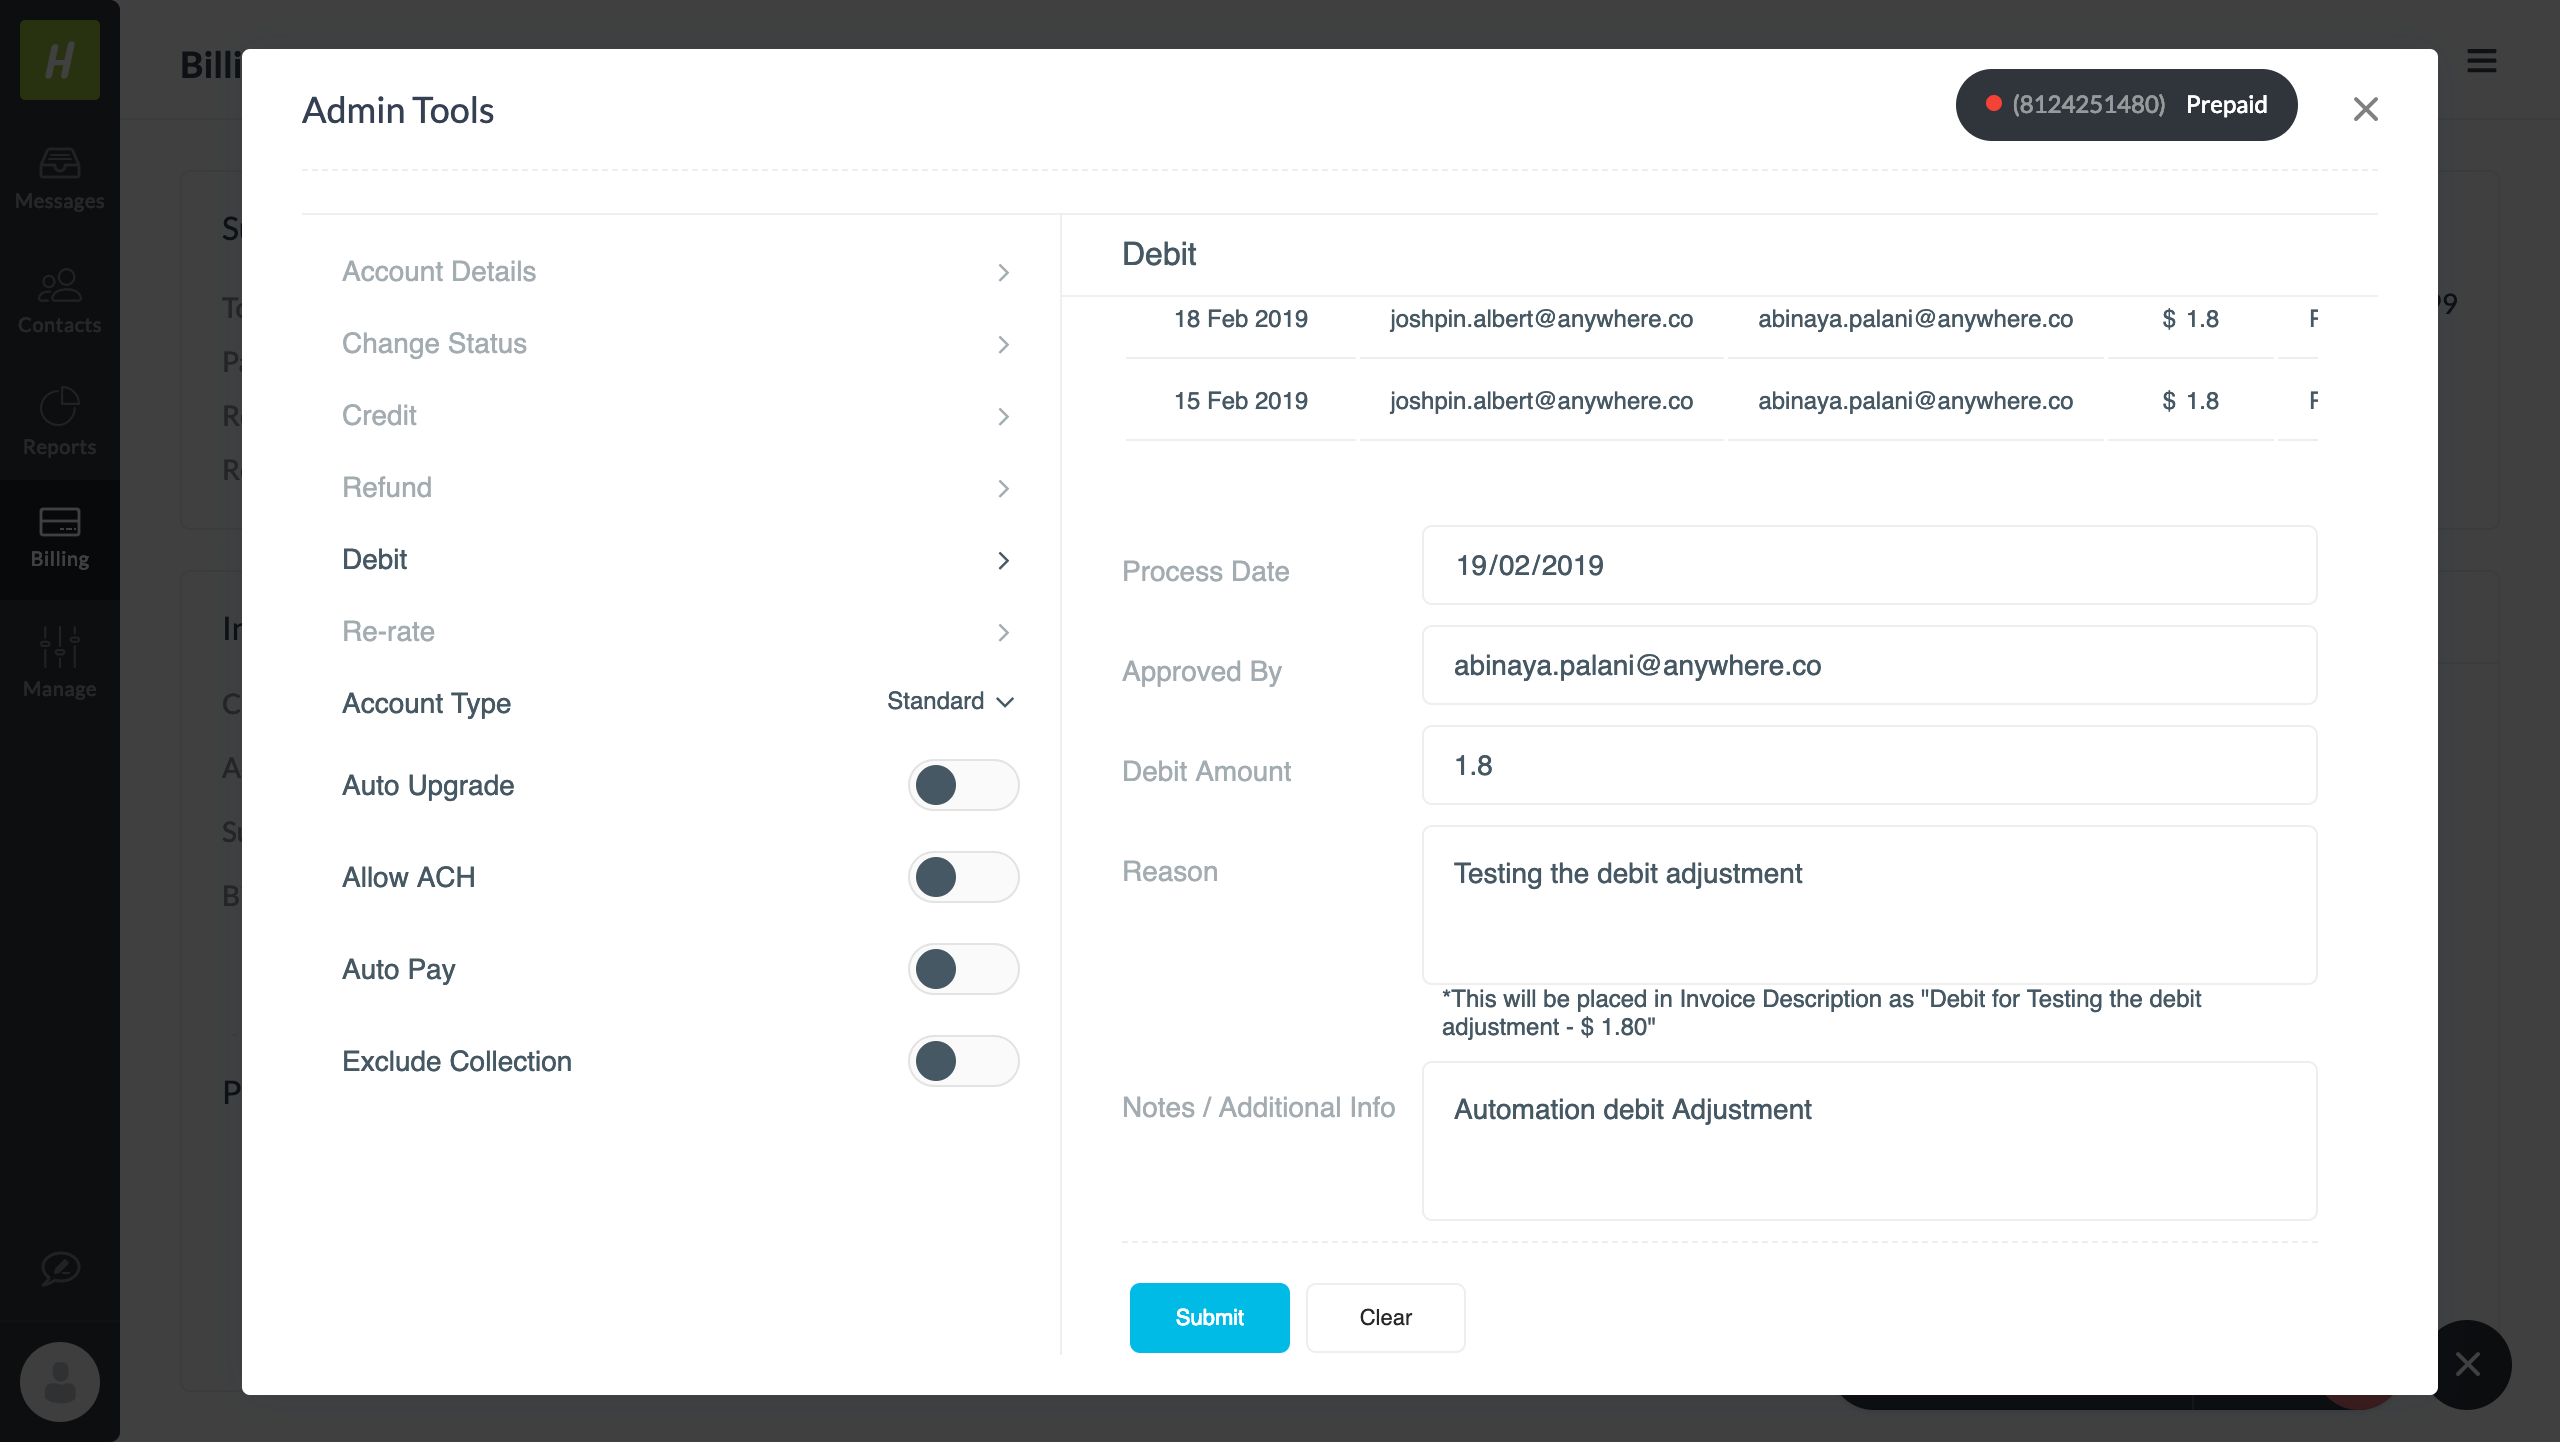 H
Messages
Contacts
Reports
Billing
Manage
Admin Tools
(8124251480) Prepaid
Account Details
Change Status
Credit
Refund
Debit
Re-rate
Account Type
Standard
Auto Upgrade
Allow ACH
Auto Pay
Exclude Collection
Debit
18 Feb 2019 joshpin.albert@anywhere.co abinaya.palani@anywhere.co $ 1.8
15 Feb 2019 joshpin.albert@anywhere.co abinaya.palani@anywhere.co $ 1.8
Process Date 19/02/2019
Approved By abinaya.palani@anywhere.co
Debit Amount 1.8
Reason Testing the debit adjustment
*This will be placed in Invoice Description as "Debit for Testing the debit
adjustment - $ 1.80"
Notes / Additional Info Automation debit Adjustment
Submit Clear